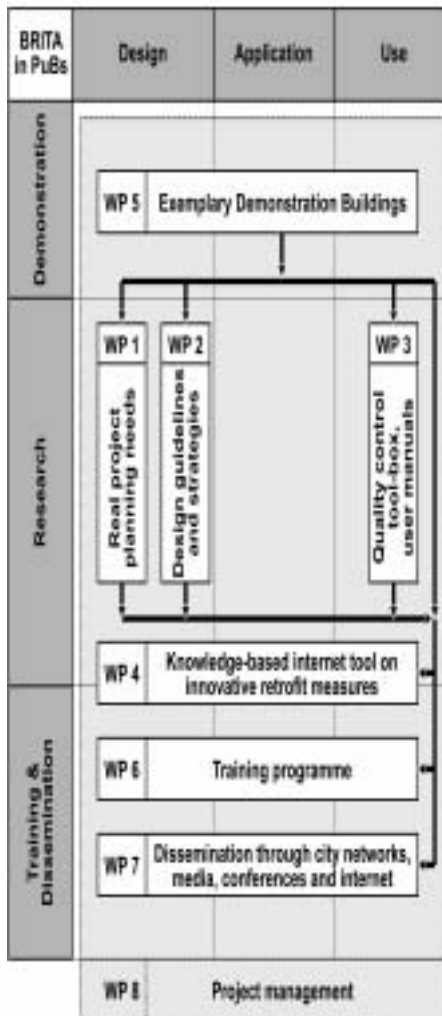 BRITA
in PuBs
Design
Application
Use
Demonstration
WP 5
Exemplary Demonstration Buildings
Research
WP 1
Real project
planning needs
WP 2
Design guidelines
and strategies
WP 3
Quality control
tool-box,
user manuals
WP 4
Knowledge-based internet tool on
innovative retrofit measures
Training &
Dissemination
WP 6
Training programme
WP 7
Dissemination through city networks,
media, conferences and internet
WP 8
Project management